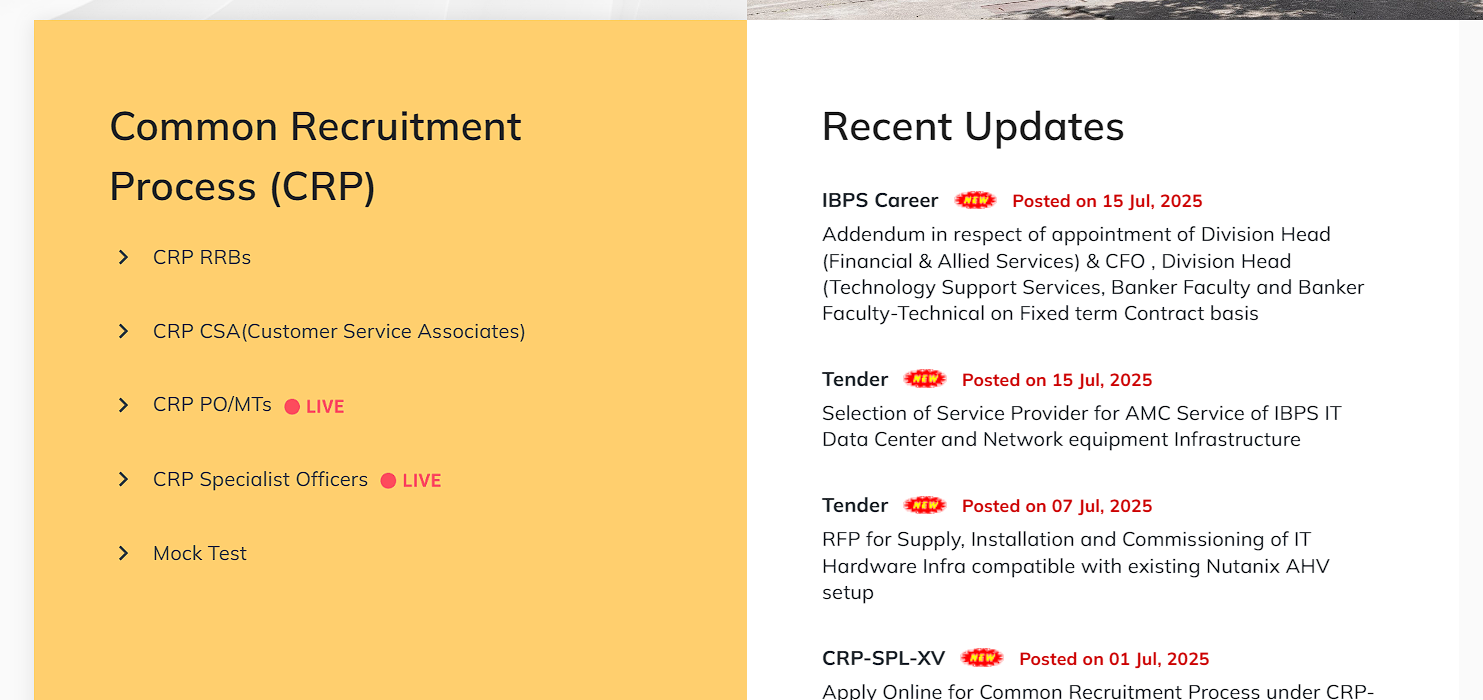 Common Recruitment
Process (CRP)
CRP RRBs
CRP CSA(Customer Service Associates)
CRP PO/MTs LIVE
CRP Specialist Officers LIVE
Mock Test
Recent Updates
IBPS Career NEW Posted on 15 Jul, 2025
Addendum in respect of appointment of Division Head
(Financial & Allied Services) & CFO , Division Head
(Technology Support Services, Banker Faculty and Banker
Faculty-Technical on Fixed term Contract basis
Tender NEW Posted on 15 Jul, 2025
Selection of Service Provider for AMC Service of IBPS IT
Data Center and Network equipment Infrastructure
Tender NEW Posted on 07 Jul, 2025
RFP for Supply, Installation and Commissioning of IT
Hardware Infra compatible with existing Nutanix AHV
setup
CRP-SPL-XV NEW Posted on 01 Jul, 2025
Apply Online for Common Recruitment Process under CRP-